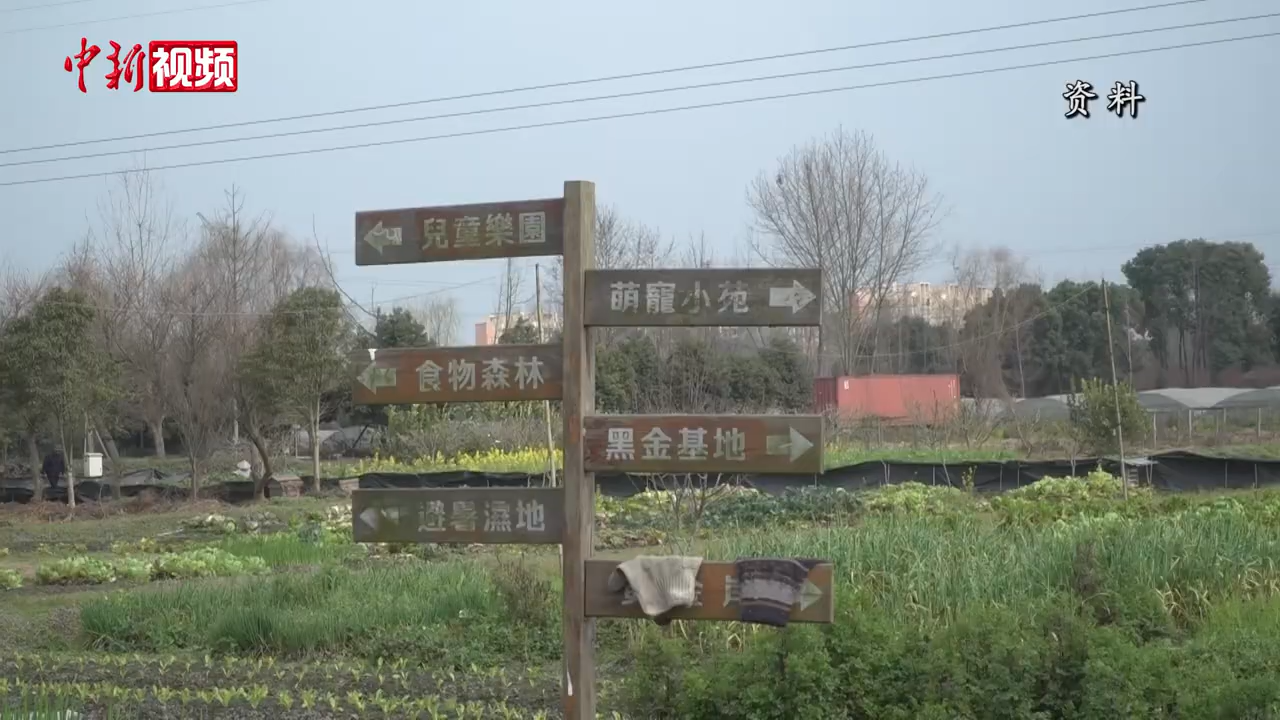 中新视频
资料
兒童樂園
萌寵小苑
食物森林
黑金基地
避暑濕地